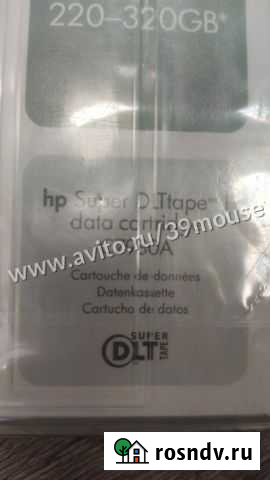 220–320GB+
hp Super DLTtape™ I
data cartridge
www.avito.ru/39mouse
Cartouche de données
Datenkassette
Cartucho de datos
SUPER
DLT
TAPE
rosndv.ru